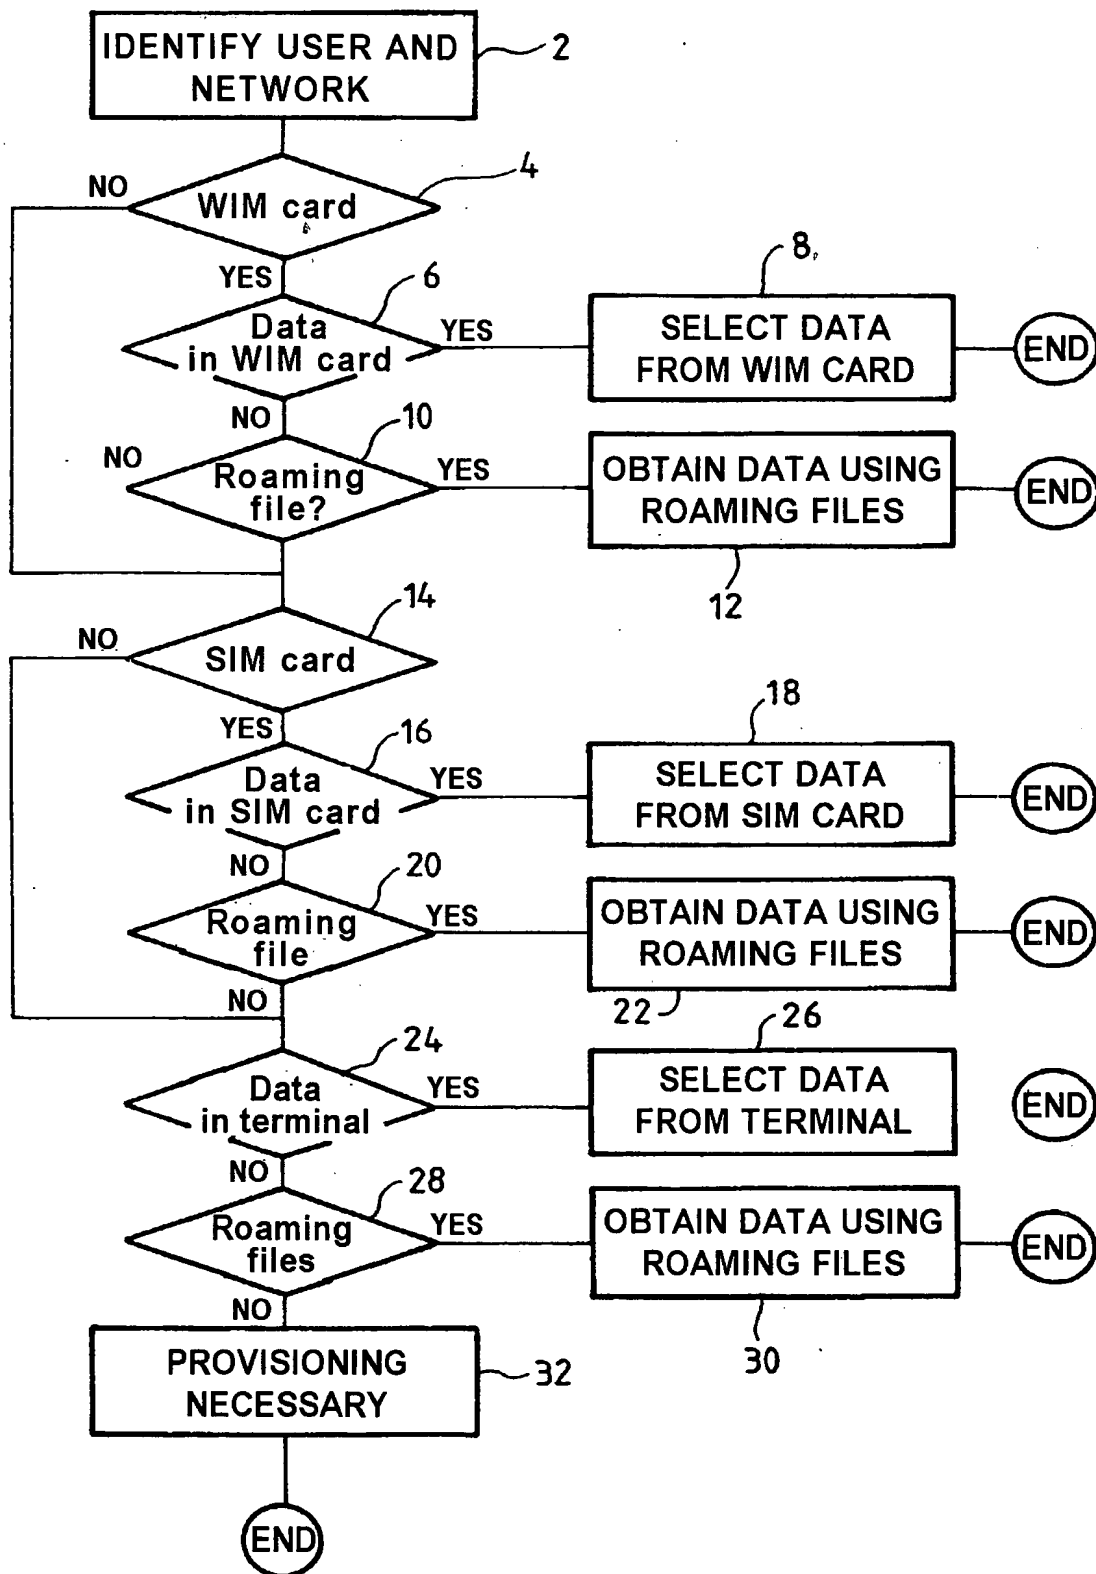 IDENTIFY USER AND
NETWORK
2
4
NO
WIM card
YES
6
8
Data
in WIM card
YES
SELECT DATA
FROM WIM CARD
END
NO
10
NO
Roaming
file?
YES
OBTAIN DATA USING
ROAMING FILES
END
12
14
NO
SIM card
YES
16
18
Data
in SIM card
YES
SELECT DATA
FROM SIM CARD
END
NO
20
Roaming
file
YES
OBTAIN DATA USING
ROAMING FILES
END
NO
22
24
26
Data
in terminal
YES
SELECT DATA
FROM TERMINAL
END
NO
28
Roaming
files
YES
OBTAIN DATA USING
ROAMING FILES
END
NO
30
PROVISIONING
NECESSARY
32
END